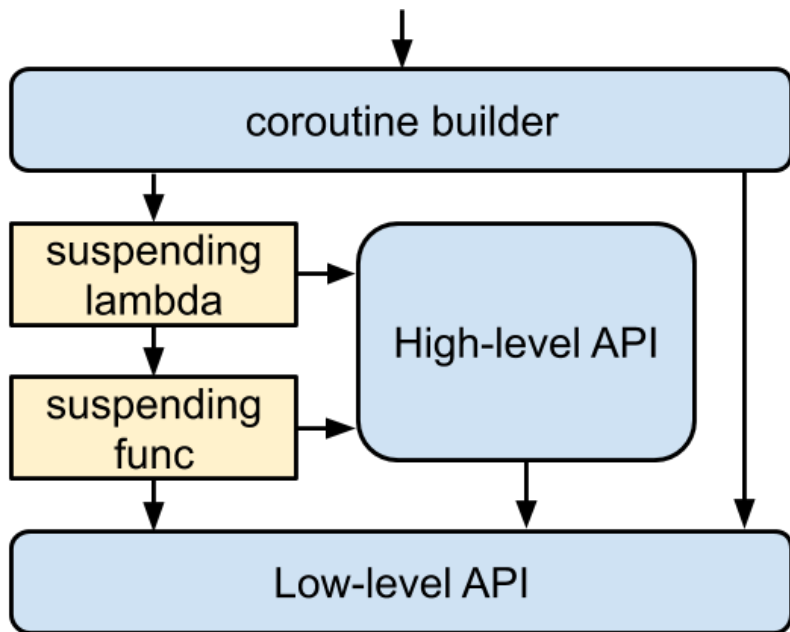 coroutine builder
suspending
lambda
High-level API
suspending
func
Low-level API